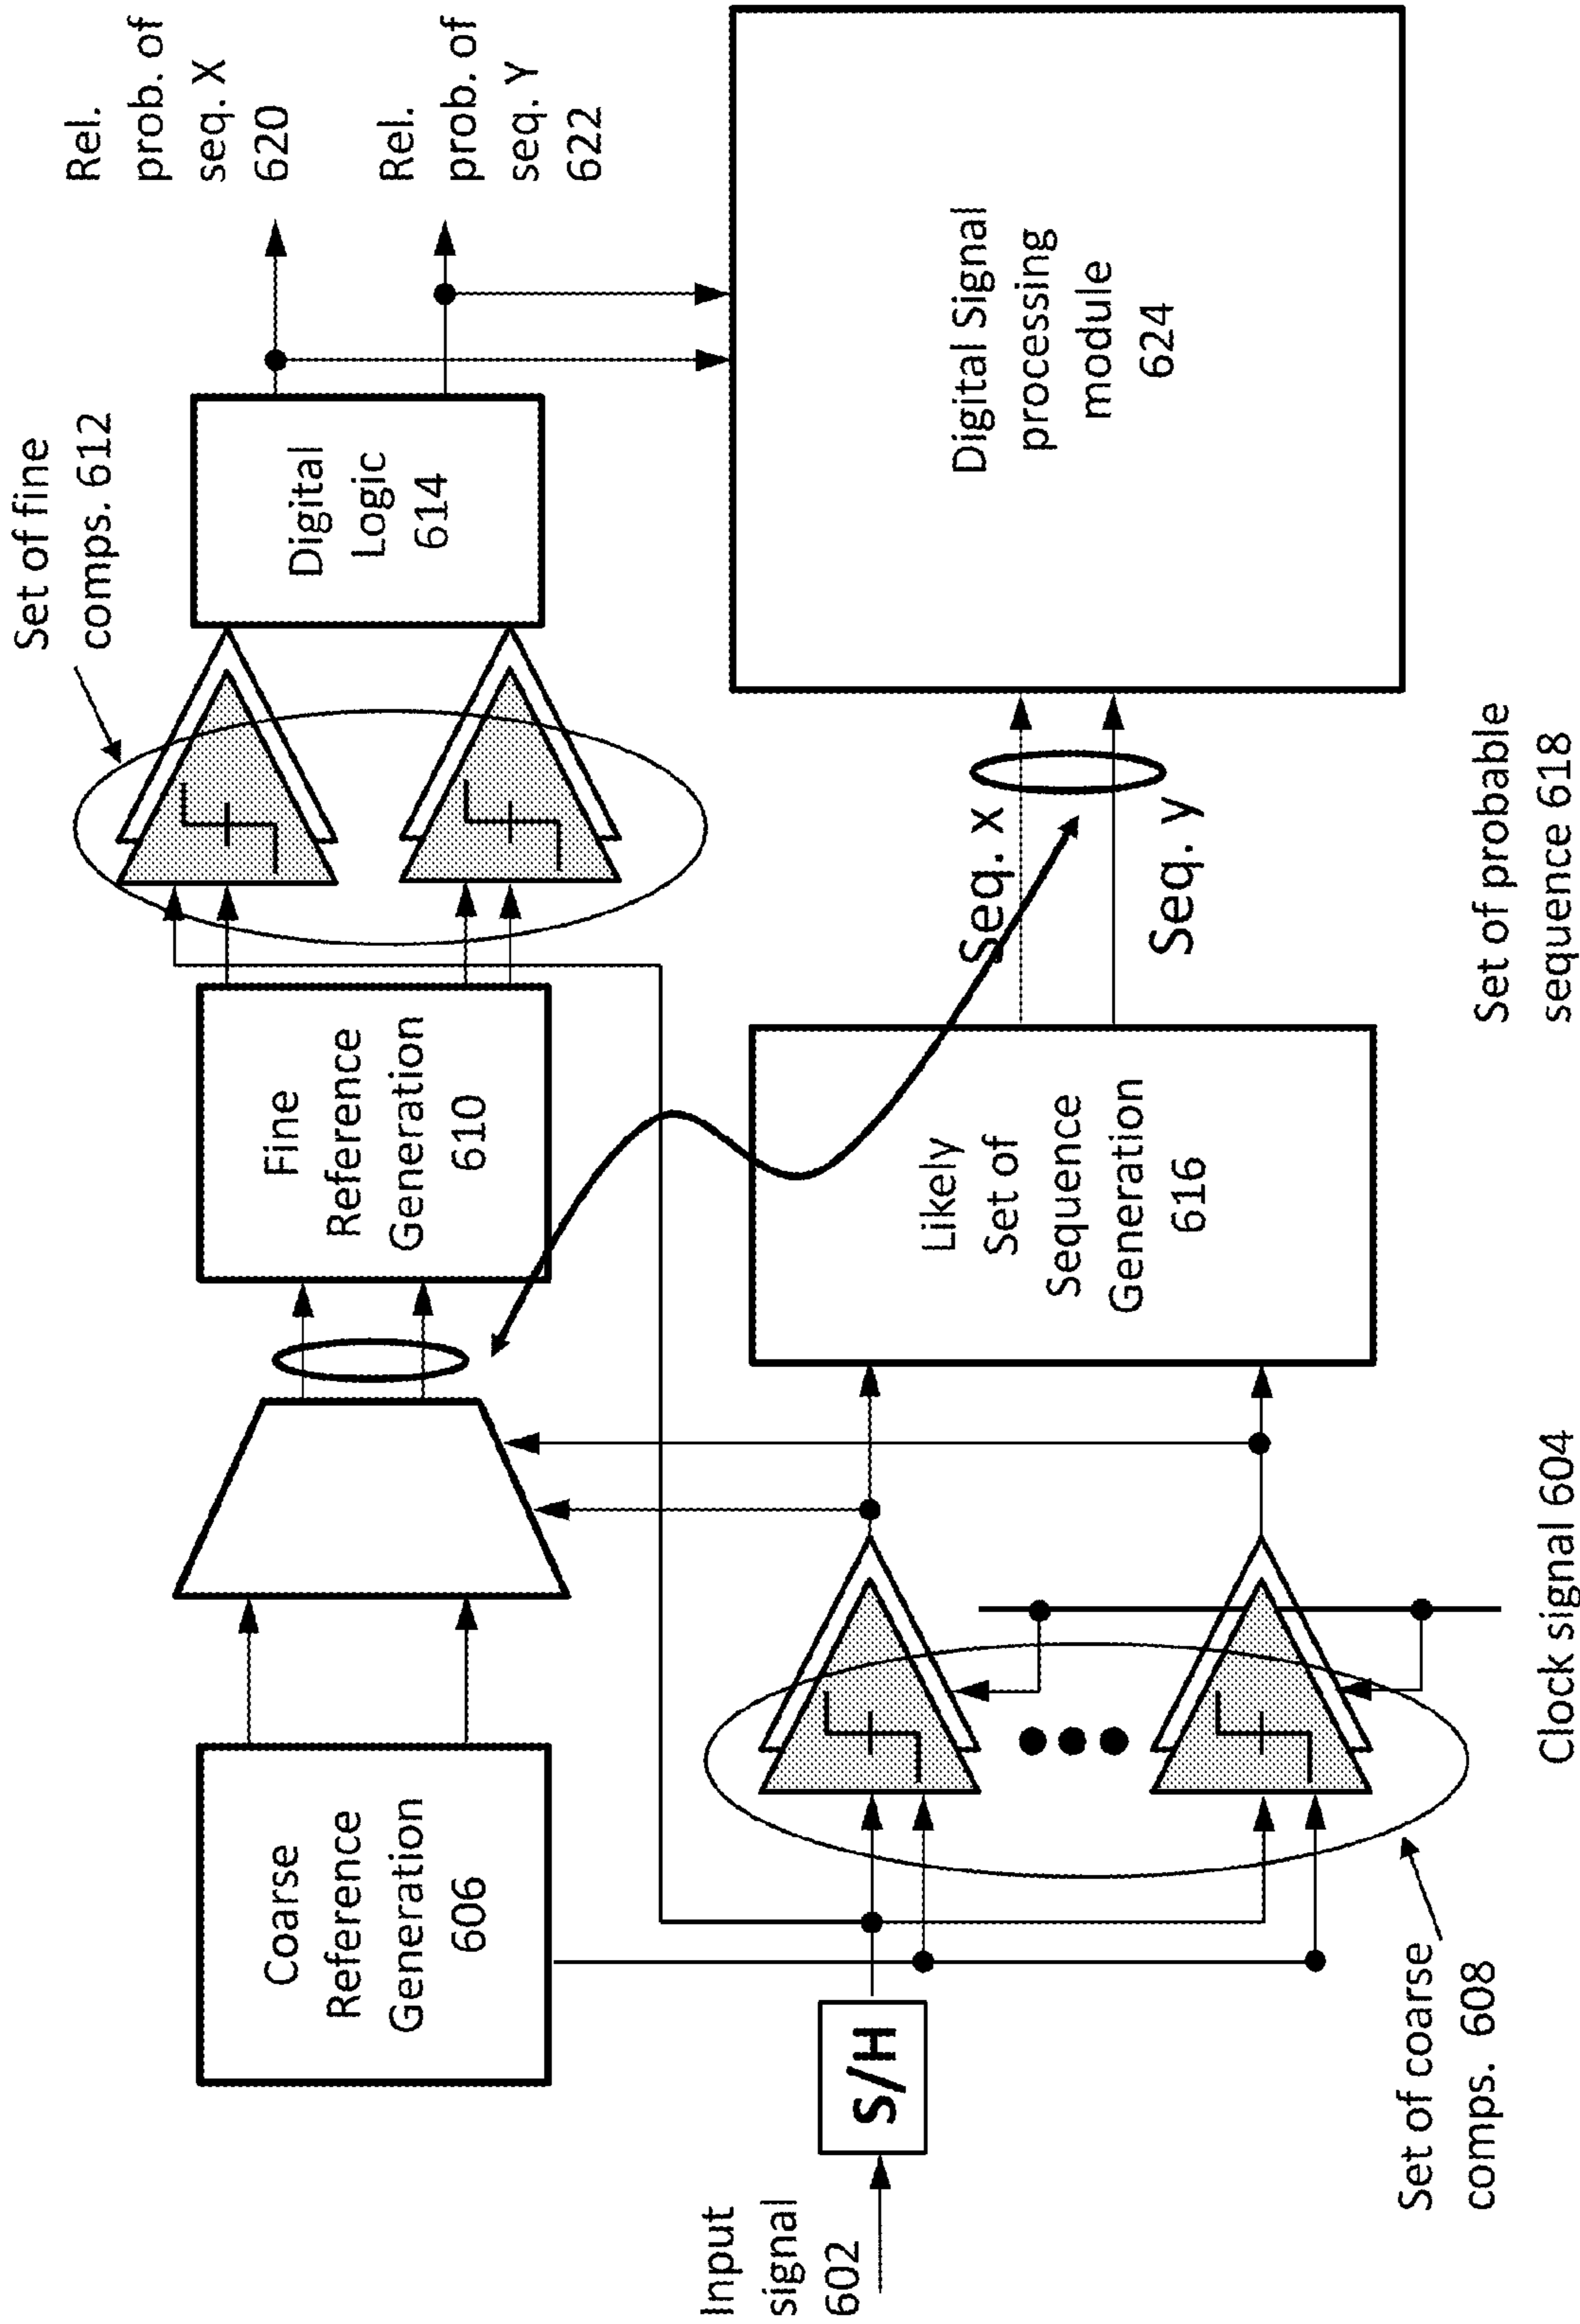 Input
signal
602
S/H
Coarse
Reference
Generation
606
Set of coarse
comps. 608
Clock signal 604
Fine
Reference
Generation
610
Likely
Set of
Sequence
Generation
616
Seq. x
Seq. y
Set of probable
sequence 618
Set of fine
comps. 612
Digital
Logic
614
Rel.
prob. of
seq. X
620
Rel.
prob. of
seq. Y
622
Digital Signal
processing
module
624